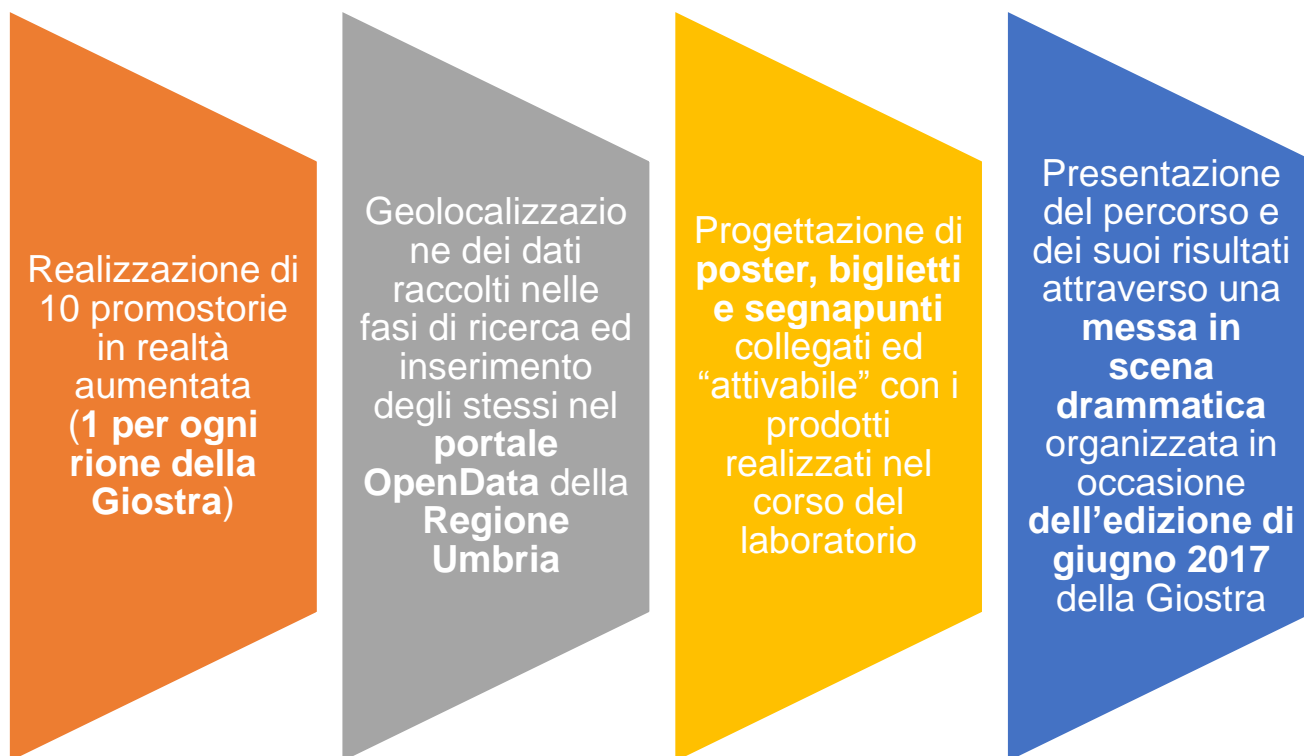 Realizzazione di
10 promostorie
in realtà
aumentata
(1 per ogni
rione della
Giostra)
Geolocalizzazio
ne dei dati
raccolti nelle
fasi di ricerca ed
inserimento
degli stessi nel
portale
OpenData della
Regione
Umbria
Progettazione di
poster, biglietti
e segnapunti
collegati ed
“attivabile” con i
prodotti
realizzati nel
corso del
laboratorio
Presentazione
del percorso e
dei suoi risultati
attraverso una
messa in
scena
drammatica
organizzata in
occasione
dell’edizione di
giugno 2017
della Giostra